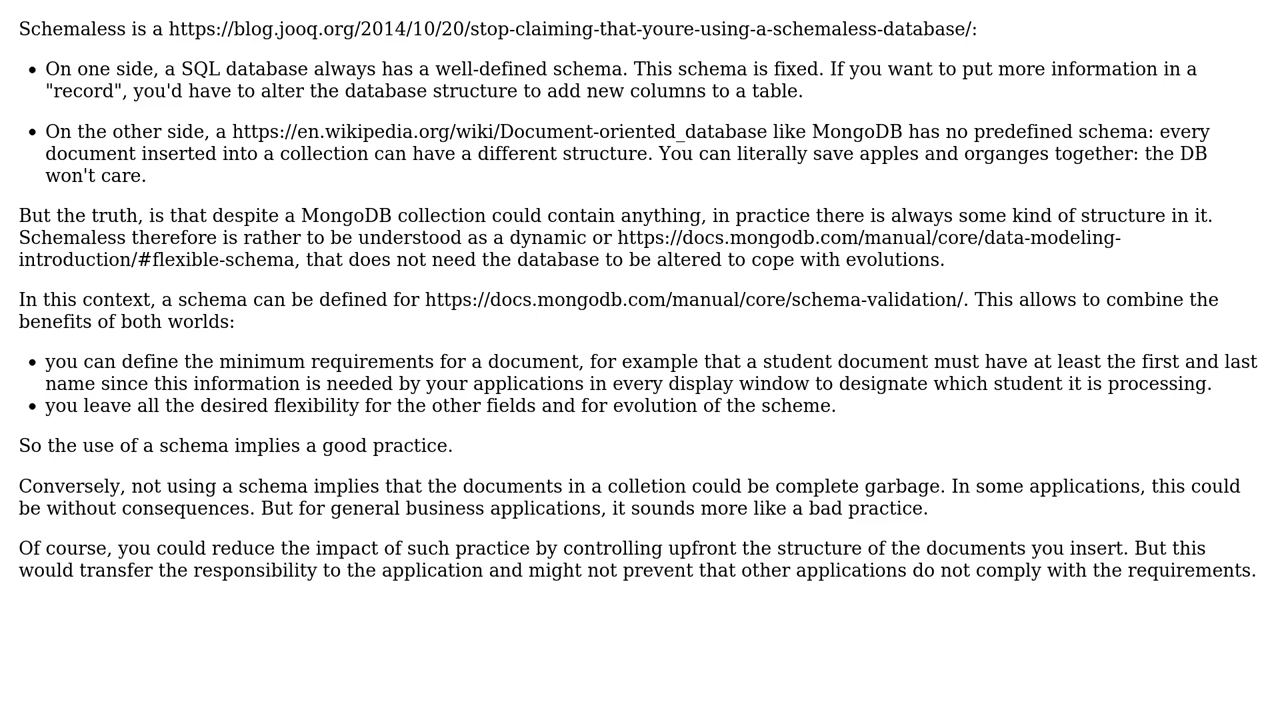 Schemaless is a https://blog.jooq.org/2014/10/20/stop-claiming-that-youre-using-a-schemaless-database/:
• On one side, a SQL database always has a well-defined schema. This schema is fixed. If you want to put more information in a
"record", you'd have to alter the database structure to add new columns to a table.
• On the other side, a https://en.wikipedia.org/wiki/Document-oriented_database like MongoDB has no predefined schema: every
document inserted into a collection can have a different structure. You can literally save apples and organges together: the DB
won't care.
But the truth, is that despite a MongoDB collection could contain anything, in practice there is always some kind of structure in it.
Schemaless therefore is rather to be understood as a dynamic or https://docs.mongodb.com/manual/core/data-modeling-
introduction/#flexible-schema, that does not need the database to be altered to cope with evolutions.
In this context, a schema can be defined for https://docs.mongodb.com/manual/core/schema-validation/. This allows to combine the
benefits of both worlds:
• you can define the minimum requirements for a document, for example that a student document must have at least the first and last
name since this information is needed by your applications in every display window to designate which student it is processing.
• you leave all the desired flexibility for the other fields and for evolution of the scheme.
So the use of a schema implies a good practice.
Conversely, not using a schema implies that the documents in a colletion could be complete garbage. In some applications, this could
be without consequences. But for general business applications, it sounds more like a bad practice.
Of course, you could reduce the impact of such practice by controlling upfront the structure of the documents you insert. But this
would transfer the responsibility to the application and might not prevent that other applications do not comply with the requirements.